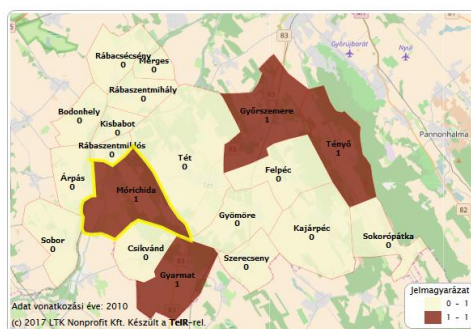 83
Győrújbarát
Nyúl
Rábacsécsény
0
Mérges
0
Rábaszentmihály
0
Győrszemere
1
Bodonhely
0
Kisbabot
0
Pannonhalma
Rábaszentmiklós
0
Tényő
1
Tét
0
83
Felpéc
0
Árpás
0
Mórichida
1
82
Gyömöre
0
Kajárpéc
0
Sokorópátka
0
Sobor
0
Csikvánd
0
Szerecseny
0
Gyarmat
1
Jelmagyarázat
0 - 1
1 - 1
Adat vonatkozási éve: 2010
(c) 2017 LTK Nonprofit Kft. Készült a TeIR-rel.